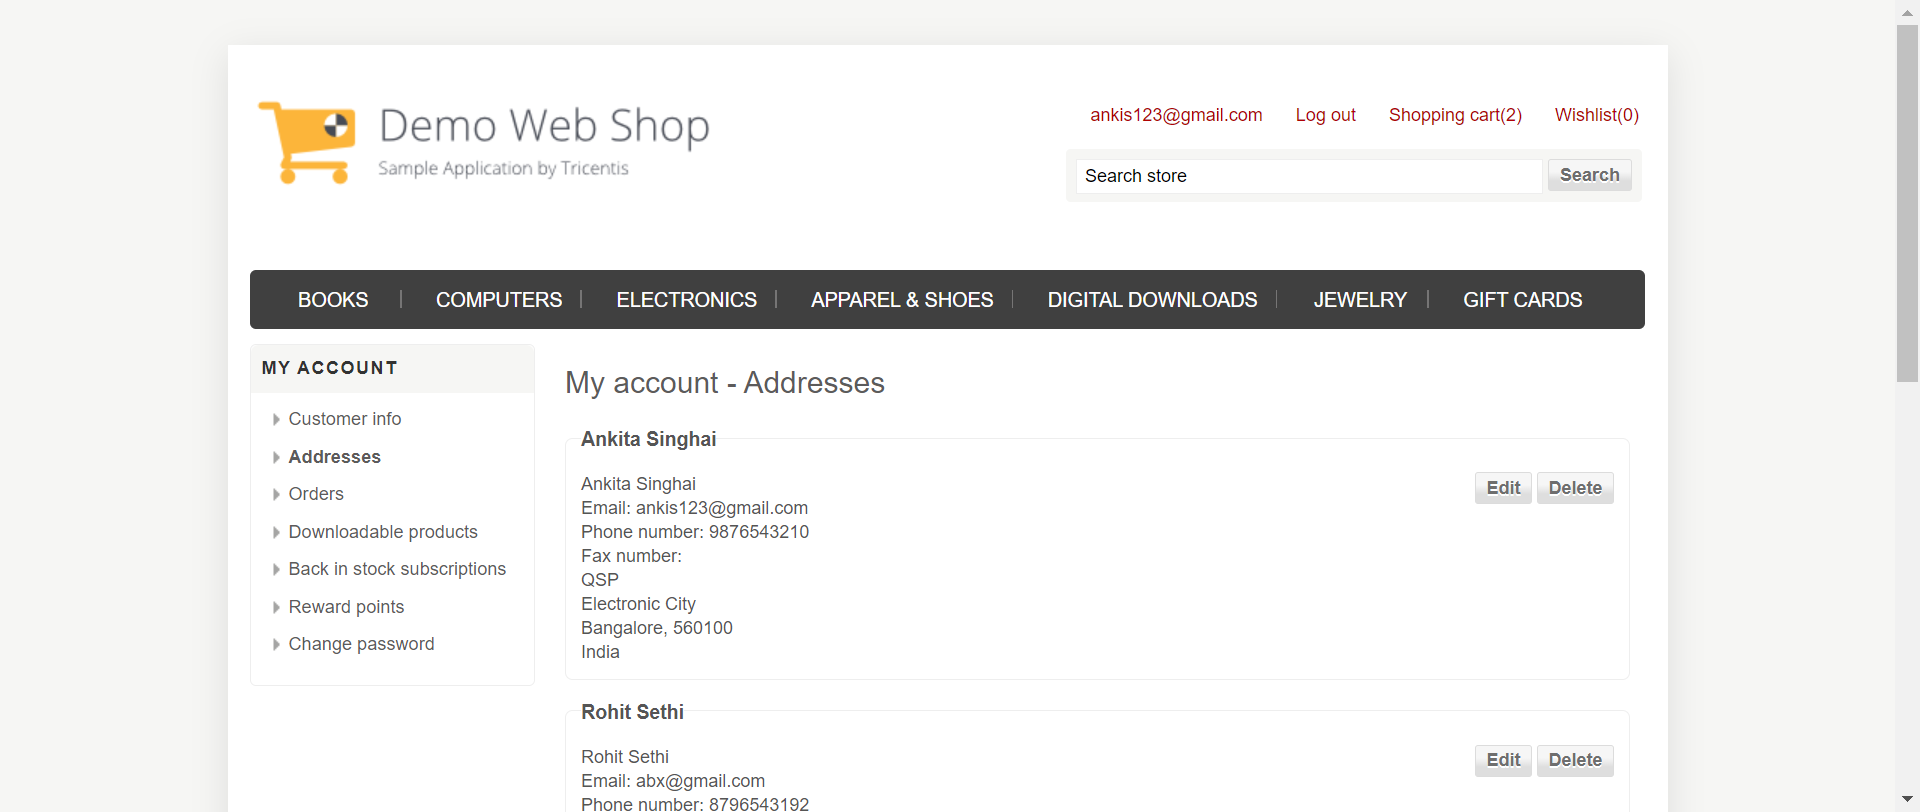 Demo Web Shop
Sample Application by Tricentis
ankis123@gmail.com Log out Shopping cart(2) Wishlist(0)
Search store Search
BOOKS COMPUTERS ELECTRONICS APPAREL & SHOES DIGITAL DOWNLOADS JEWELRY GIFT CARDS
MY ACCOUNT
Customer info
Addresses
Orders
Downloadable products
Back in stock subscriptions
Reward points
Change password
My account - Addresses
Ankita Singhai
Ankita Singhai
Edit Delete
Email: ankis123@gmail.com
Phone number: 9876543210
Fax number:
QSP
Electronic City
Bangalore, 560100
India
Rohit Sethi
Rohit Sethi
Edit Delete
Email: abx@gmail.com
Phone number: 8796543192